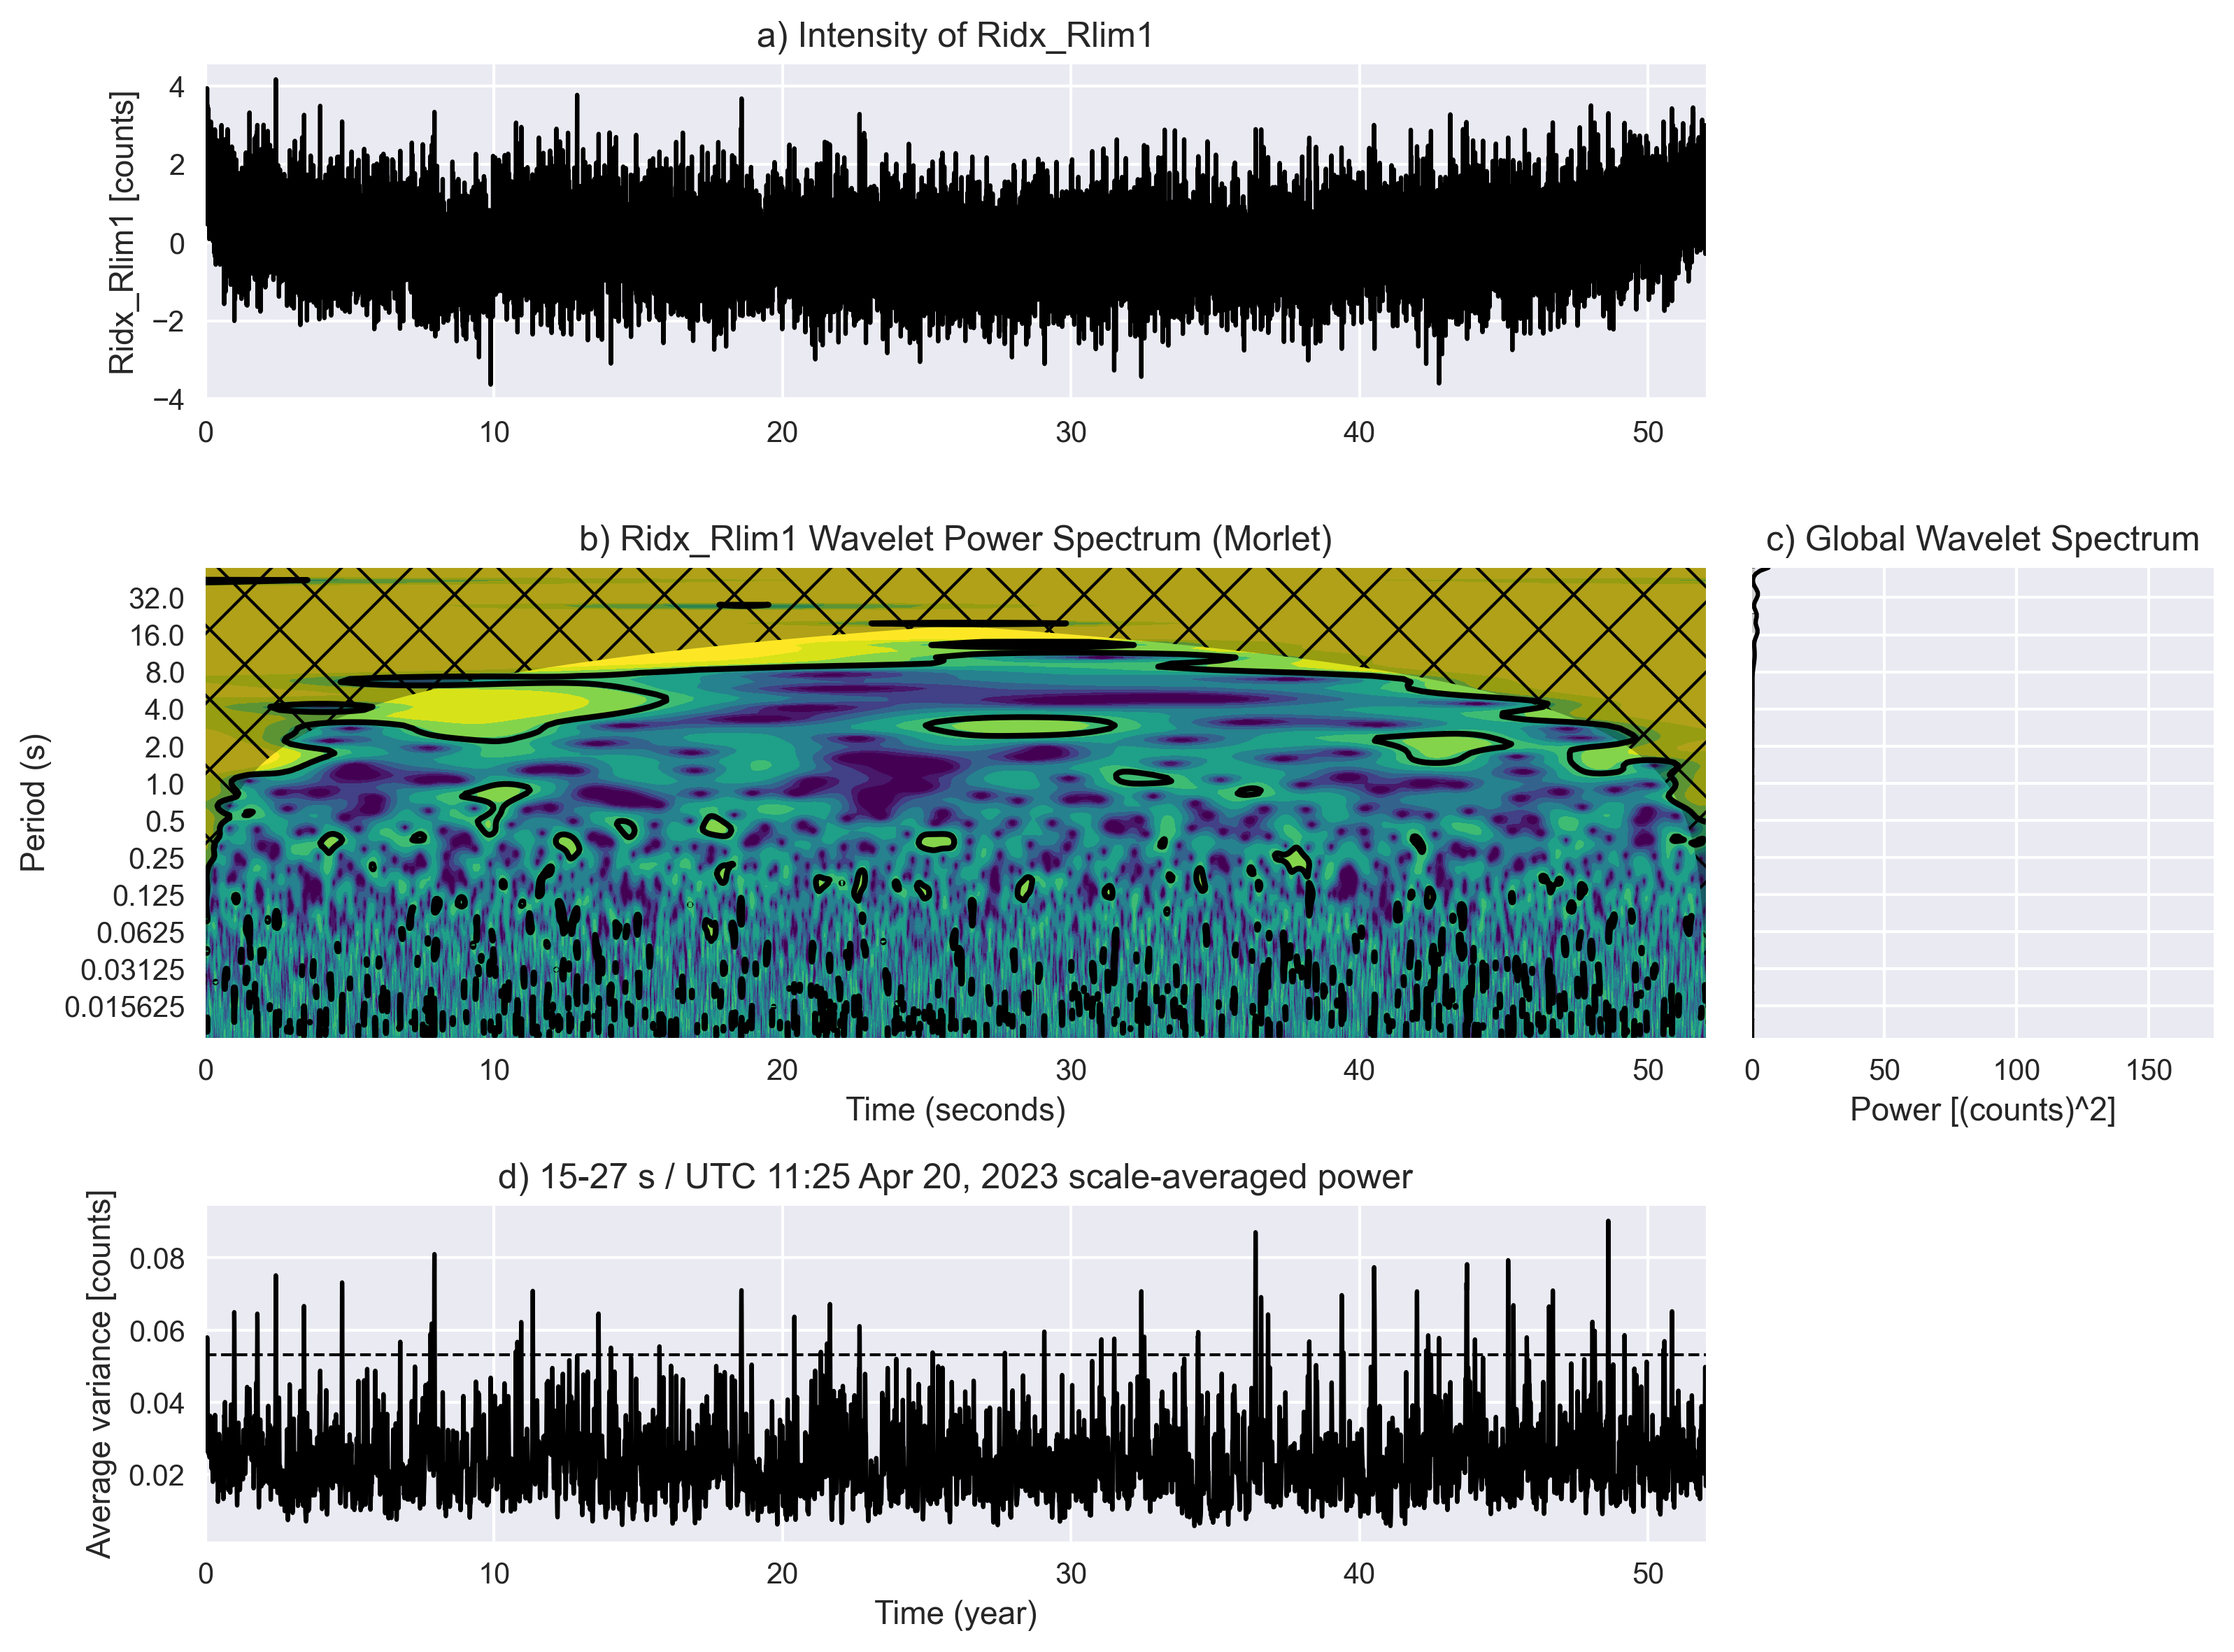 a) Intensity of Ridx_Rlim1
Ridx_Rlim1 [counts]
4
2
0
−2
−4
0 10 20 30 40 50
b) Ridx_Rlim1 Wavelet Power Spectrum (Morlet)
Period (s)
32.0
16.0
8.0
4.0
2.0
1.0
0.5
0.25
0.125
0.0625
0.03125
0.015625
0 10 20 30 40 50
Time (seconds)
c) Global Wavelet Spectrum
0 50 100 150
Power [(counts)^2]
d) 15-27 s / UTC 11:25 Apr 20, 2023 scale-averaged power
Average variance [counts]
0.08
0.06
0.04
0.02
0 10 20 30 40 50
Time (year)